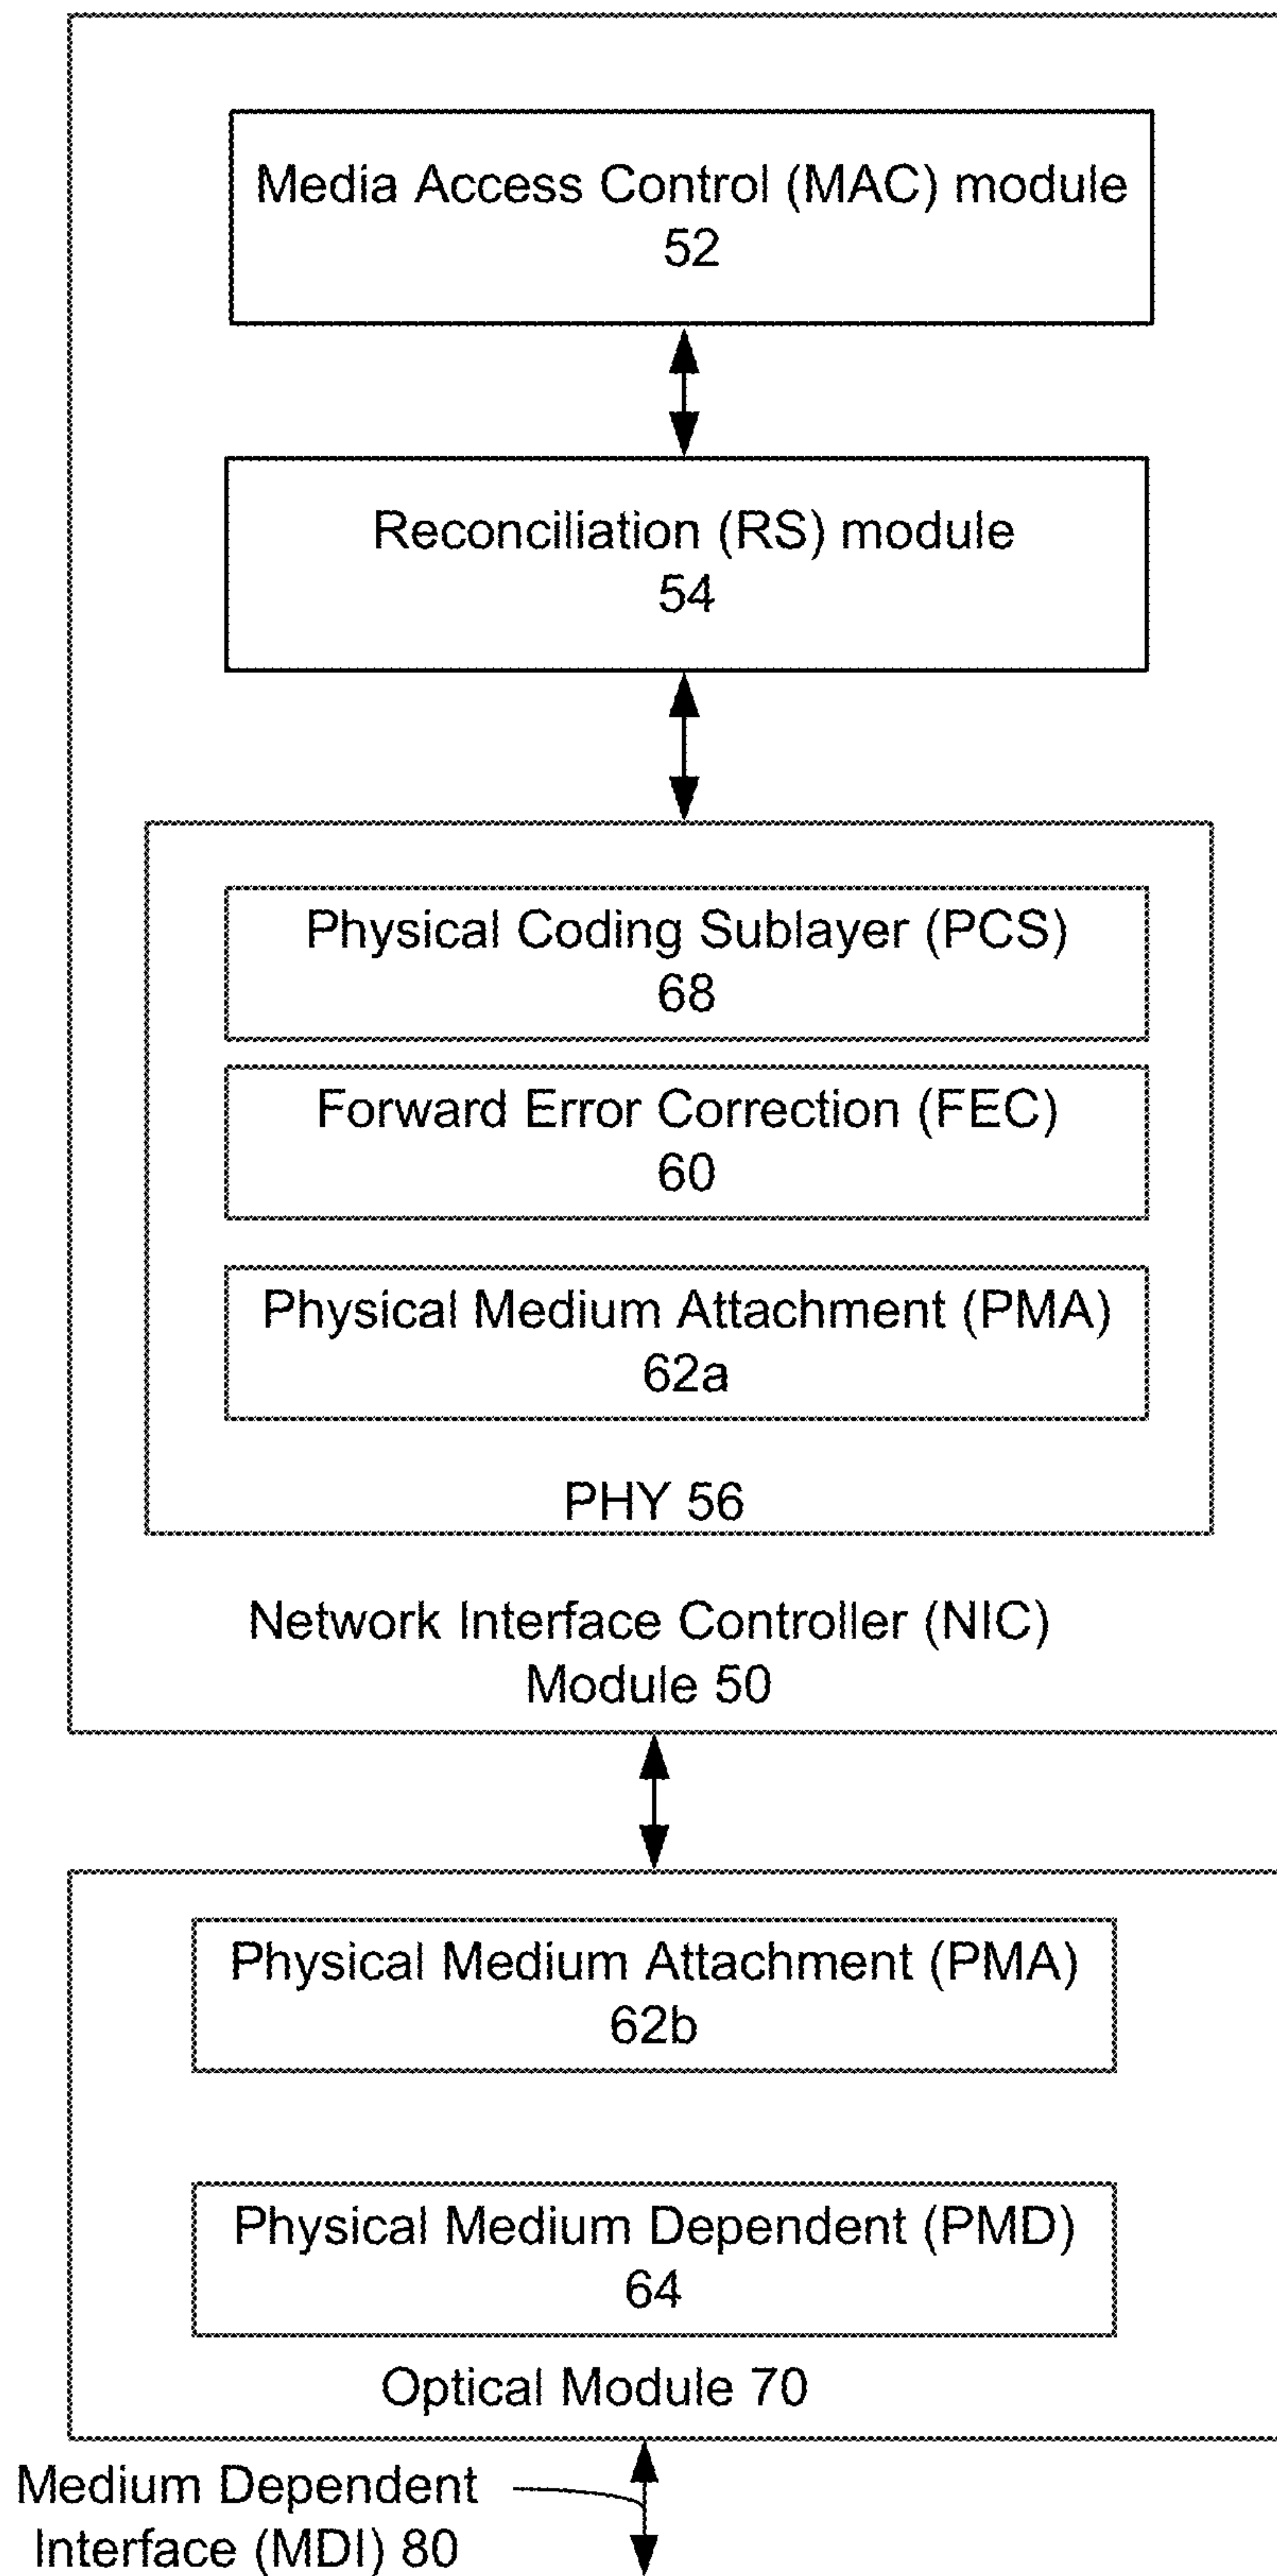 Media Access Control (MAC) module
52
Reconciliation (RS) module
54
Physical Coding Sublayer (PCS)
68
Forward Error Correction (FEC)
60
Physical Medium Attachment (PMA)
62a
PHY 56
Network Interface Controller (NIC)
Module 50
Physical Medium Attachment (PMA)
62b
Physical Medium Dependent (PMD)
64
Optical Module 70
Medium Dependent
Interface (MDI) 80